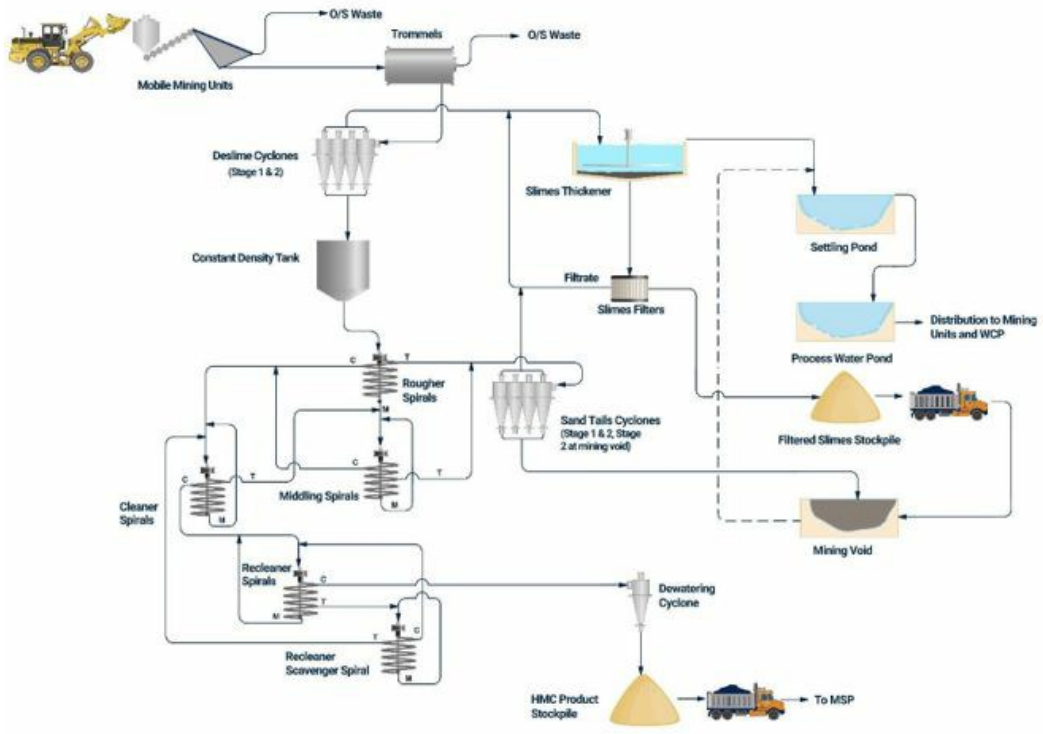 O/S Waste
Trommels
O/S Waste
Mobile Mining Units
Deslime Cyclones
(Stage 1 & 2)
Slimes Thickener
Settling Pond
Constant Density Tank
Filtrate
Slimes Filters
Distribution to Mining
Units and WCP
Process Water Pond
C
T
Rougher
Spirals
M
Sand Tails Cyclones
(Stage 1 & 2, Stage
2 at mining void)
Filtered Slimes Stockpile
C
T
C
T
Middling Spirals
M
M
Cleaner
Spirals
Mining Void
Recleaner
Spirals
C
Dewatering
Cyclone
T
M
T
C
Recleaner
Scavenger Spiral
M
HMC Product
Stockpile
To MSP